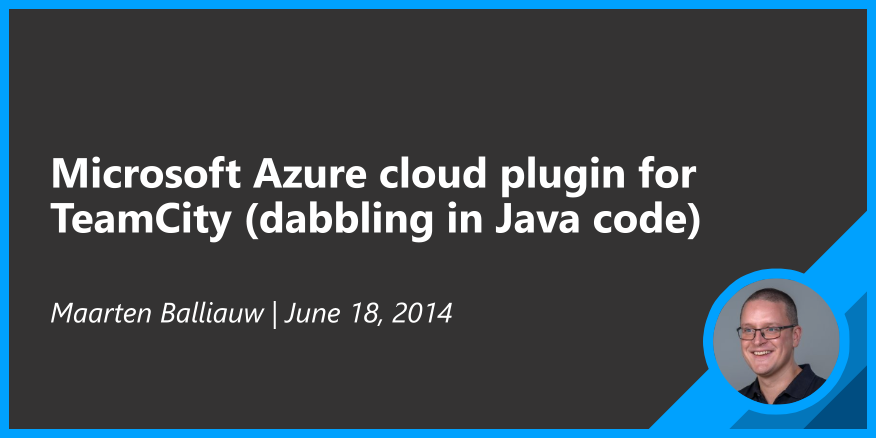 Microsoft Azure cloud plugin for
TeamCity (dabbling in Java code)
Maarten Balliauw | June 18, 2014